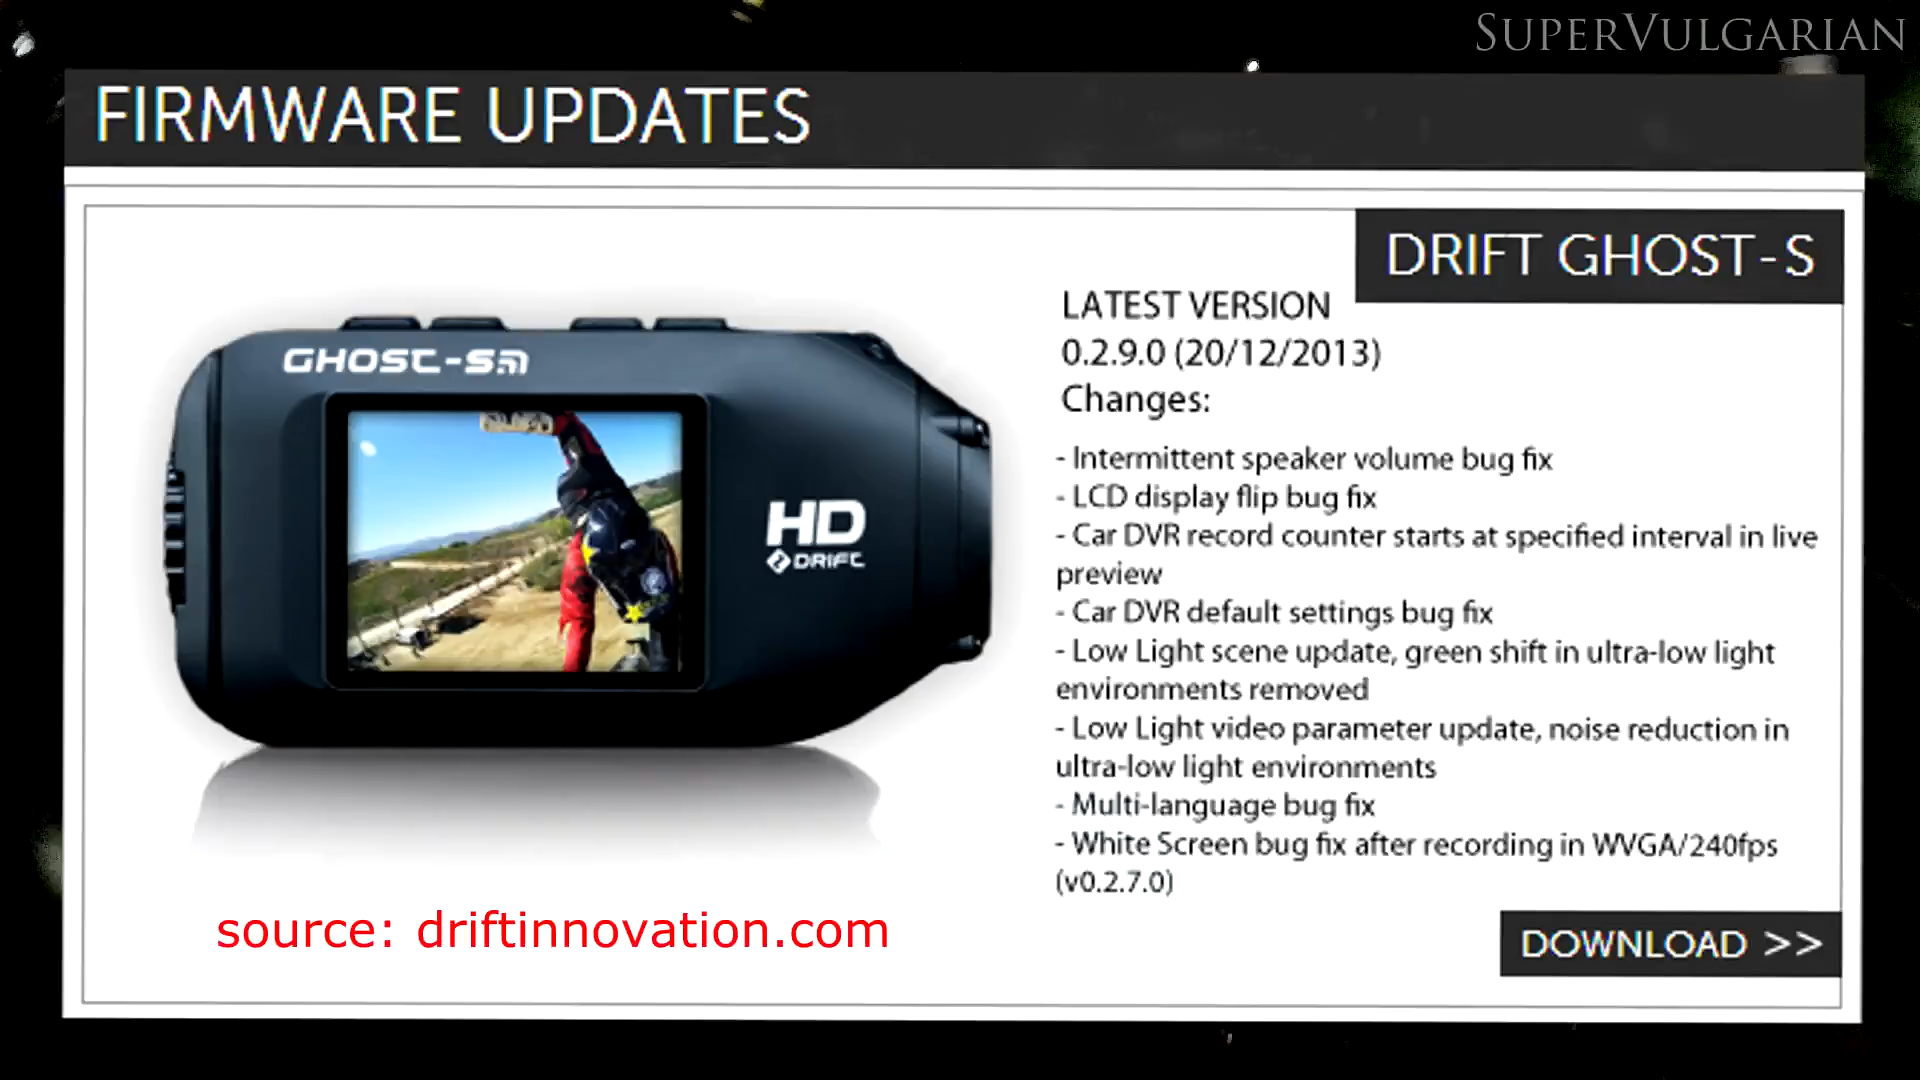 SUPERVULGARIAN
FIRMWARE UPDATES
DRIFT GHOST-S
LATEST VERSION
0.2.9.0 (20/12/2013)
Changes:
- Intermittent speaker volume bug fix
- LCD display flip bug fix
- Car DVR record counter starts at specified interval in live
preview
- Car DVR default settings bug fix
- Low Light scene update, green shift in ultra-low light
environments removed
- Low Light video parameter update, noise reduction in
ultra-low light environments
- Multi-language bug fix
- White Screen bug fix after recording in WVGA/240fps
(v0.2.7.0)
GHOST-S
HD
DRIFT
source: driftinnovation.com
DOWNLOAD >>